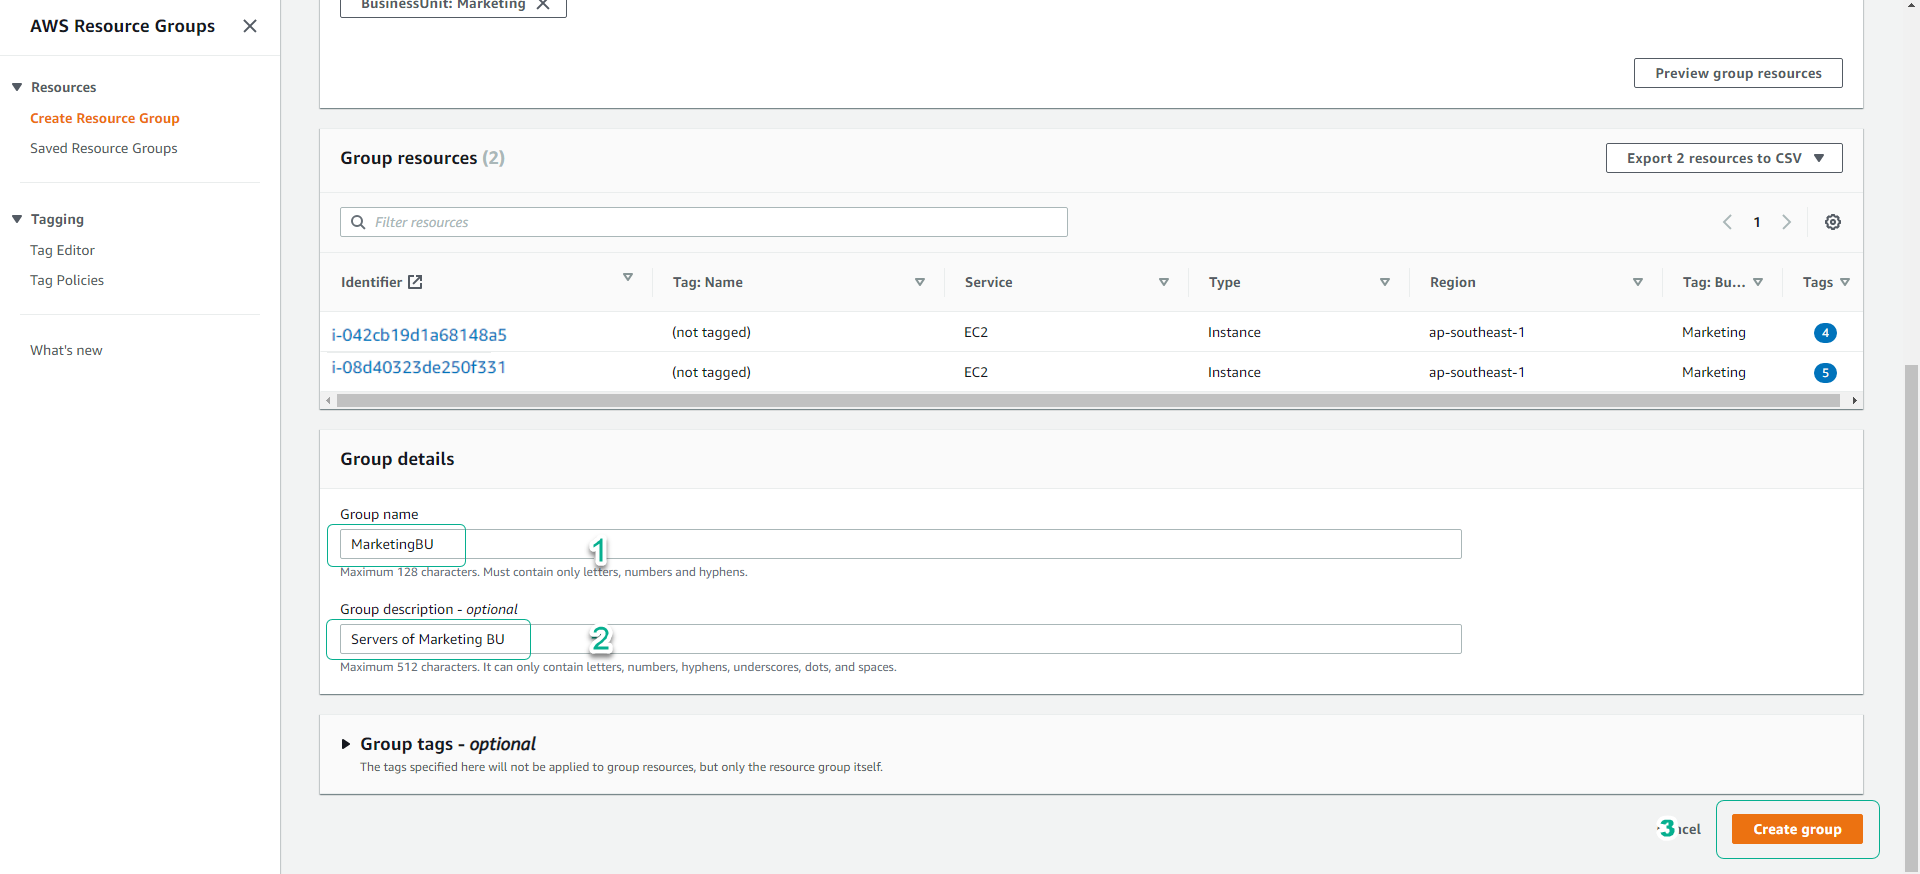 AWS Resource Groups
Resources
Create Resource Group
Saved Resource Groups
Tagging
Tag Editor
Tag Policies
What's new
BusinessUnit: Marketing
Preview group resources
Group resources (2)
Export 2 resources to CSV
Filter resources
1
Identifier Tag: Name Service Type Region Tag: Bu... Tags
i-042cb19d1a68148a5 (not tagged) EC2 Instance ap-southeast-1 Marketing 4
i-08d40323de250f331 (not tagged) EC2 Instance ap-southeast-1 Marketing 5
Group details
Group name
MarketingBU 1
Maximum 128 characters. Must contain only letters, numbers and hyphens.
Group description - optional
Servers of Marketing BU 2
Maximum 512 characters. It can only contain letters, numbers, hyphens, underscores, dots, and spaces.
Group tags - optional
The tags specified here will not be applied to group resources, but only the resource group itself.
3 Create group